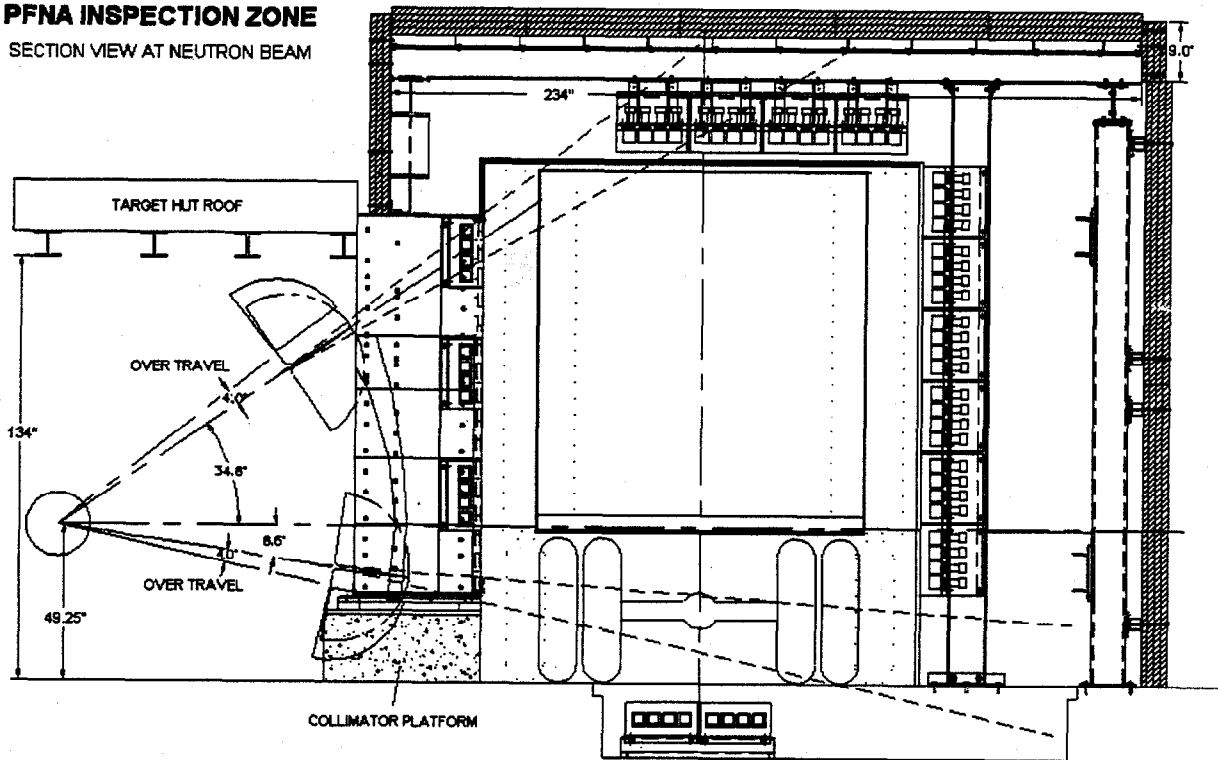 PFNA INSPECTION ZONE
SECTION VIEW AT NEUTRON BEAM
9.0"
234"
TARGET HUT ROOF
OVER TRAVEL
4.0°
134"
34.6°
8.6°
4.0°
OVER TRAVEL
49.25"
COLLIMATOR PLATFORM